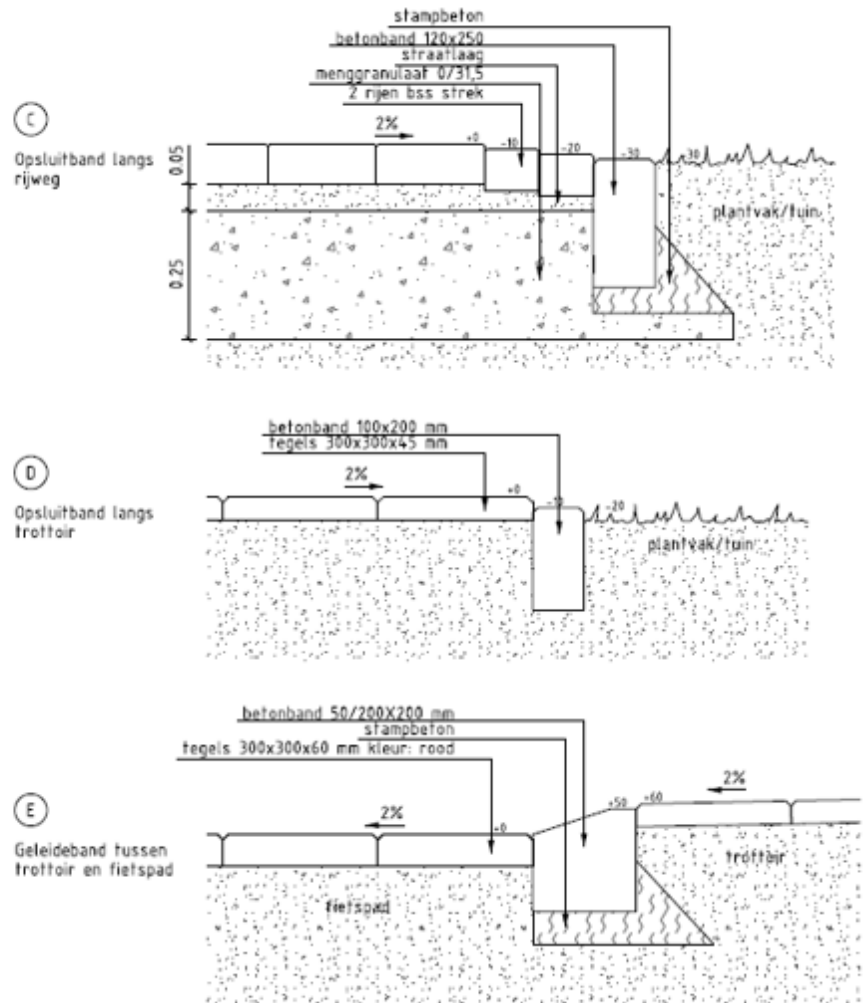 stampbeton
betonband 120x250
straatlaag
menggranulaat 0/31,5
2 rijen bss strek
C
Opsluitband langs
rijweg
2%
+0
-10
-20
-30
-30
0.05
0.25
plantvak/tuin
betonband 100x200 mm
tegels 300x300x45 mm
D
Opsluitband langs
trottoir
2%
+0
-10
-20
plantvak/tuin
betonband 50/200X200 mm
stampbeton
tegels 300x300x60 mm kleur: rood
E
Geleideband tussen
trottoir en fietspad
2%
+0
+50
+60
2%
fietspad
trottoir